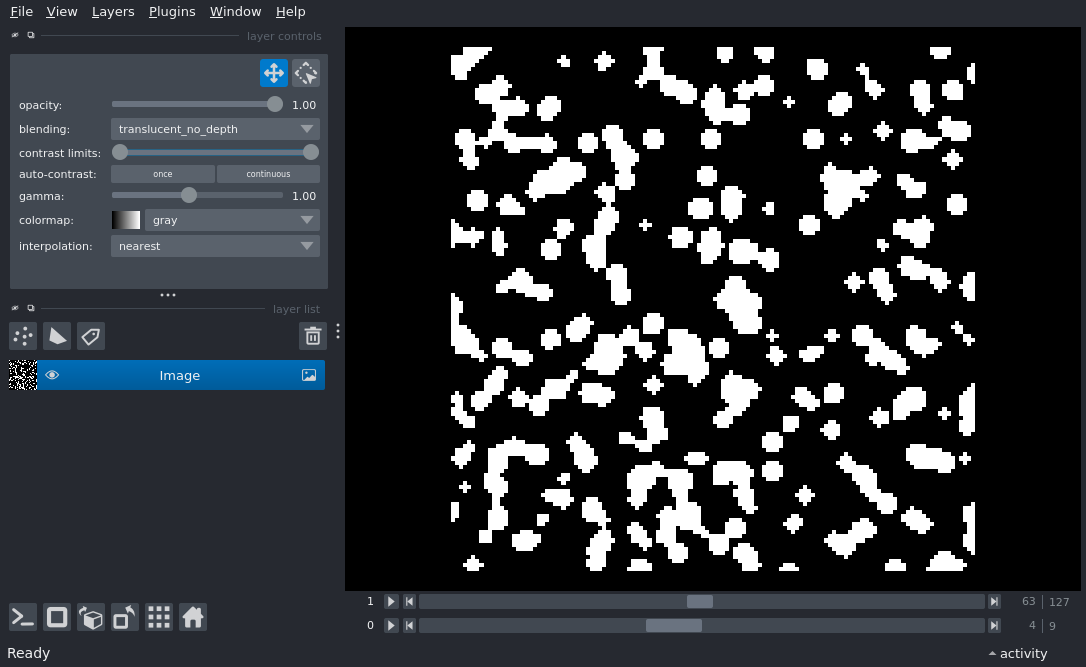 File View Layers Plugins Window Help
layer controls
opacity: 1.00
blending: translucent_no_depth
contrast limits:
auto-contrast: once continuous
gamma: 1.00
colormap: gray
interpolation: nearest
layer list
Image
1 63 127
0 4 9
Ready activity